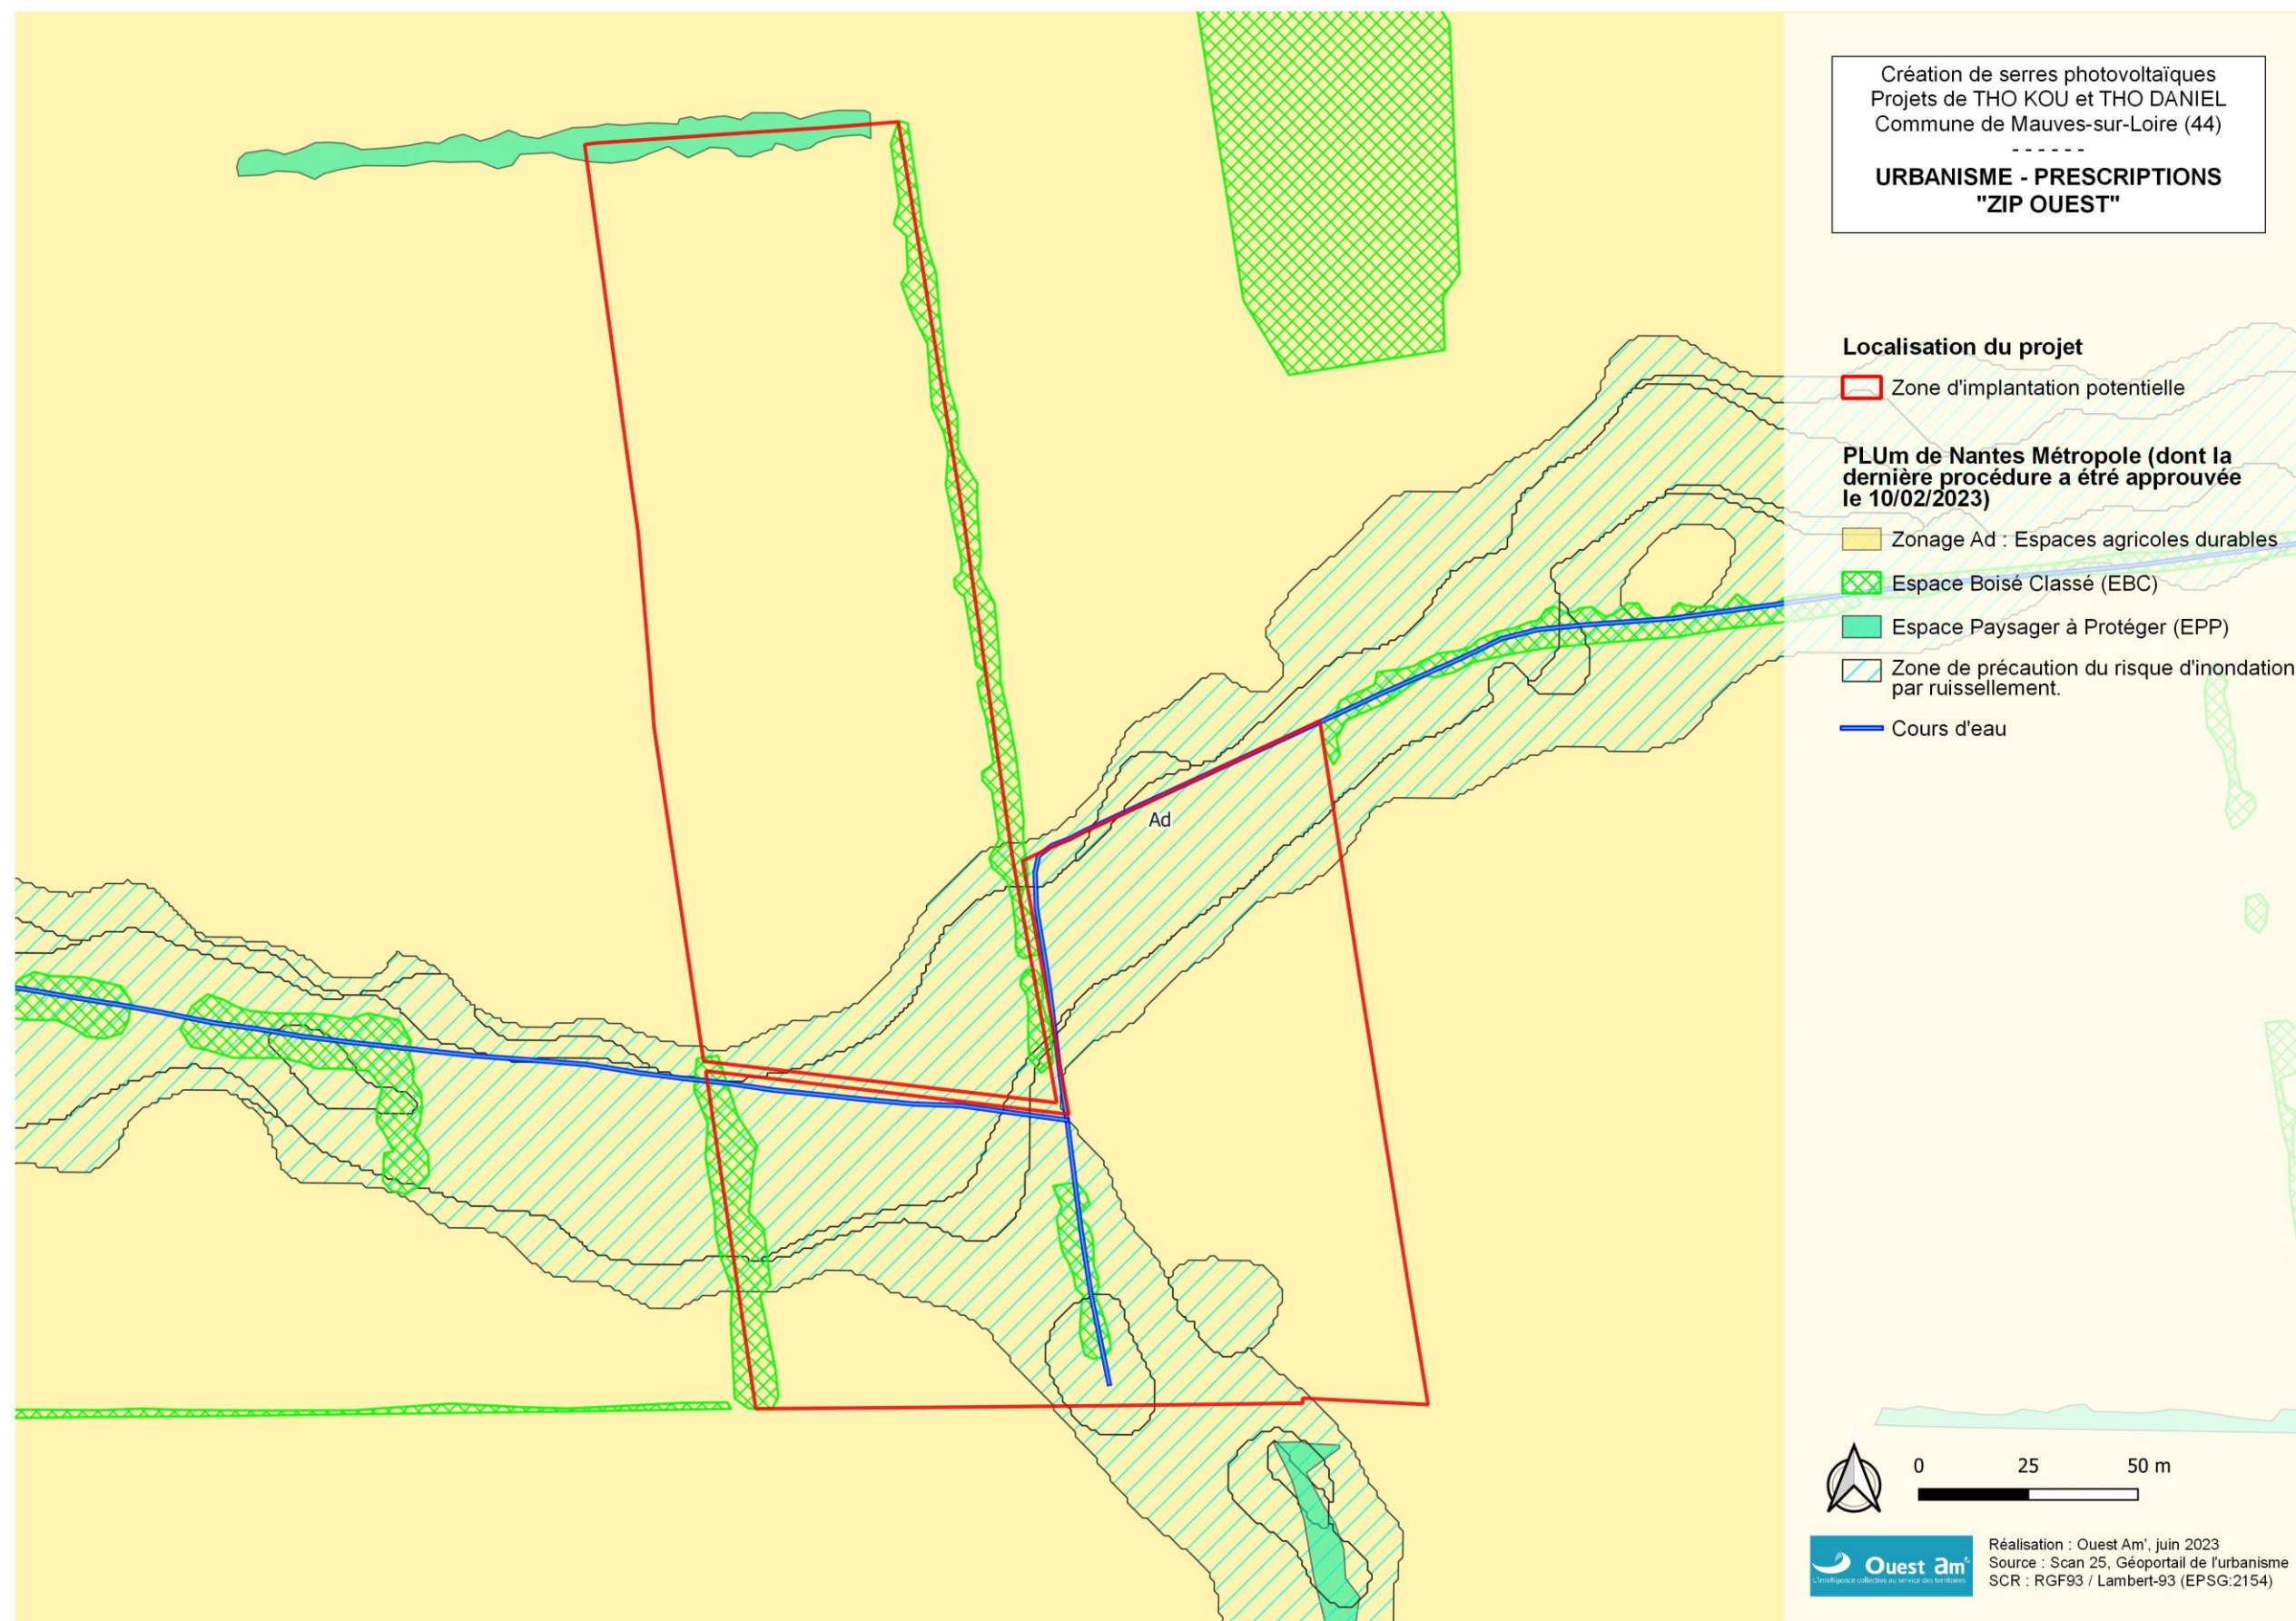 Création de serres photovoltaïques
Projets de THO KOU et THO DANIEL
Commune de Mauves-sur-Loire (44)
- - - - - -
URBANISME - PRESCRIPTIONS
"ZIP OUEST"
Localisation du projet
Zone d'implantation potentielle
PLUm de Nantes Métropole (dont la
dernière procédure a étré approuvée
le 10/02/2023)
Zonage Ad : Espaces agricoles durables
Espace Boisé Classé (EBC)
Espace Paysager à Protéger (EPP)
Zone de précaution du risque d'inondation
par ruissellement.
Cours d'eau
Ad
0 25 50 m
Ouest am'
L'intelligence collective au service des territoires
Réalisation : Ouest Am', juin 2023
Source : Scan 25, Géoportail de l'urbanisme
SCR : RGF93 / Lambert-93 (EPSG:2154)